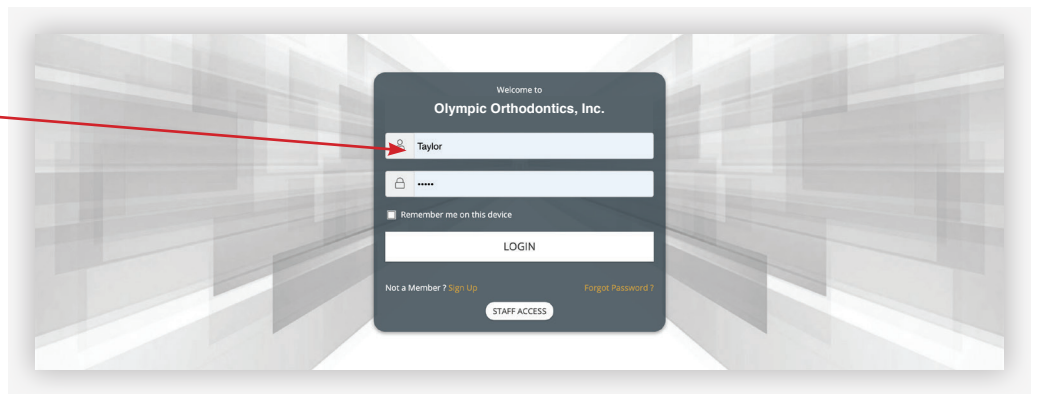 Welcome to
Olympic Orthodontics, Inc.
Taylor
•••••
Remember me on this device
LOGIN
Not a Member ? Sign Up Forgot Password ?
STAFF ACCESS